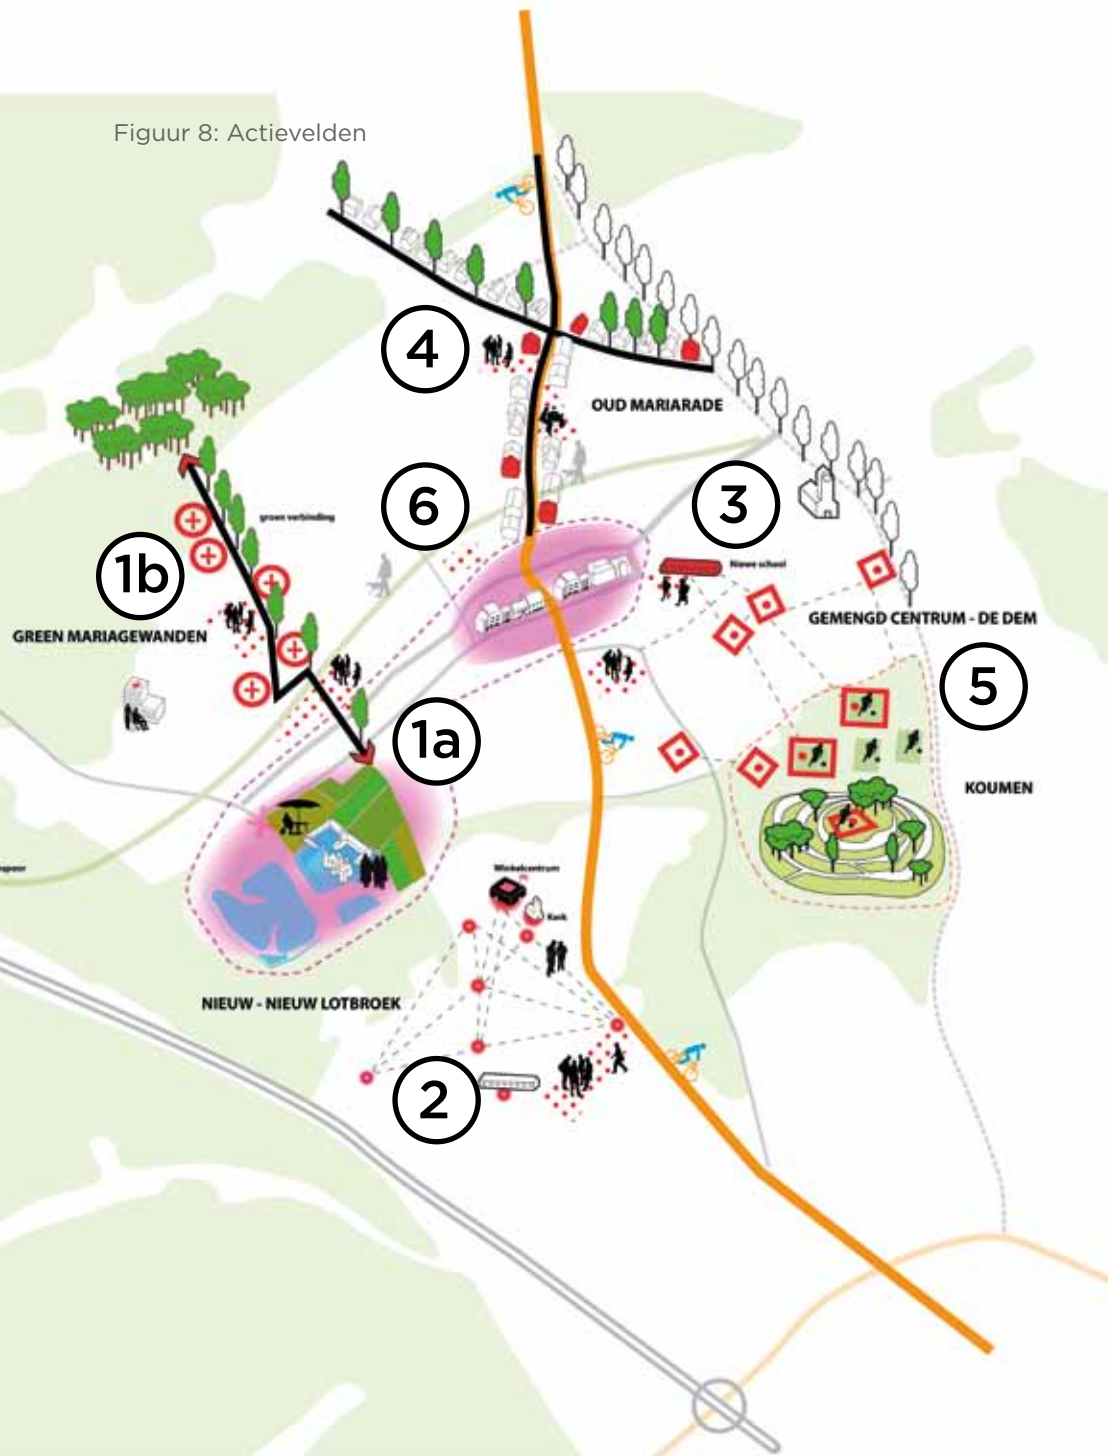 Figuur 8: Actievelden
4
OUD MARIARADE
6
3
groen verbinding
1b
Niewe school
GREEN MARIAGEWANDEN
GEMENGD CENTRUM - DE DEM
5
1a
KOUMEN
Winkelcentrum
Kerk
NIEUW - NIEUW LOTBROEK
2